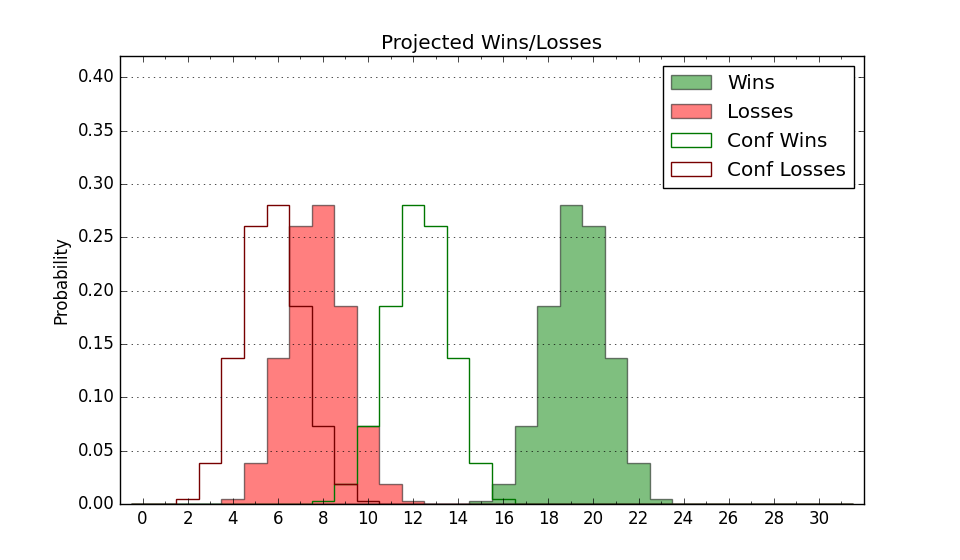 Projected Wins/Losses
0.40
0.35
0.30
0.25
0.20
0.15
0.10
0.05
0.00
Probability
Wins
Losses
Conf Wins
Conf Losses
0 2 4 6 8 10 12 14 16 18 20 22 24 26 28 30